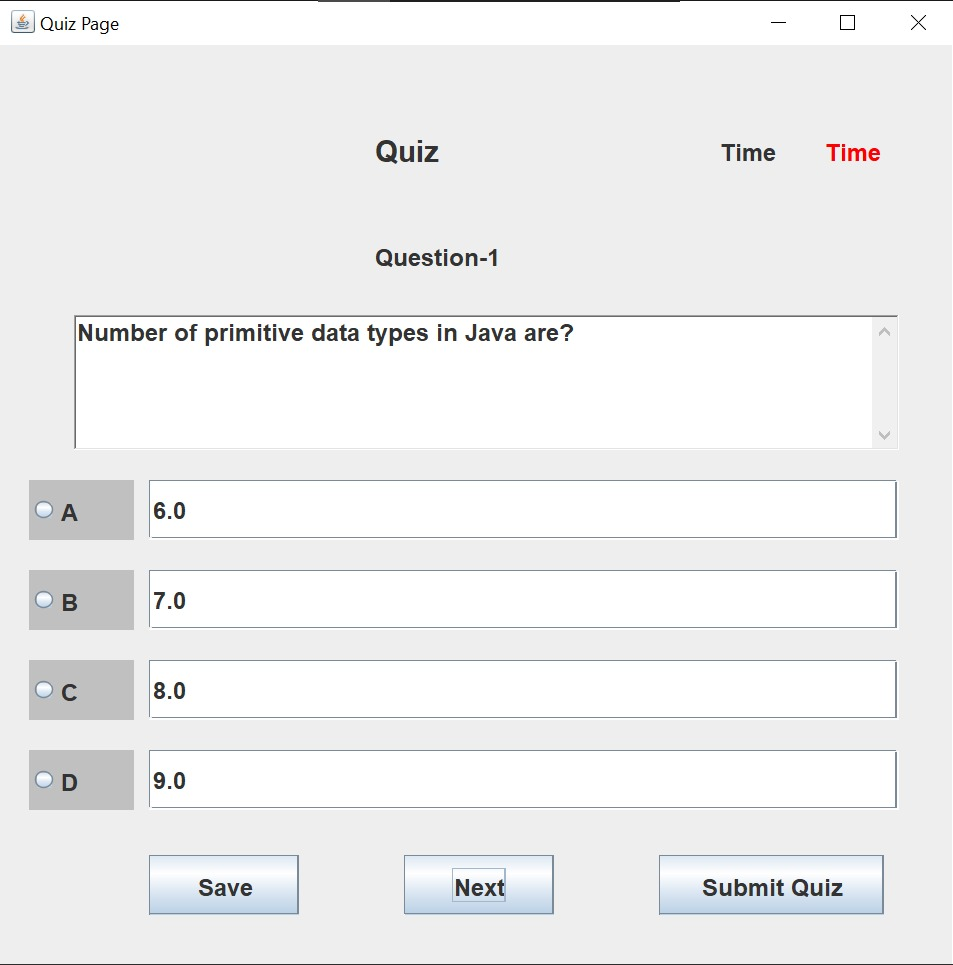 Quiz Page
Quiz Time Time
Question-1
Number of primitive data types in Java are?
A 6.0
B 7.0
C 8.0
D 9.0
Save Next Submit Quiz